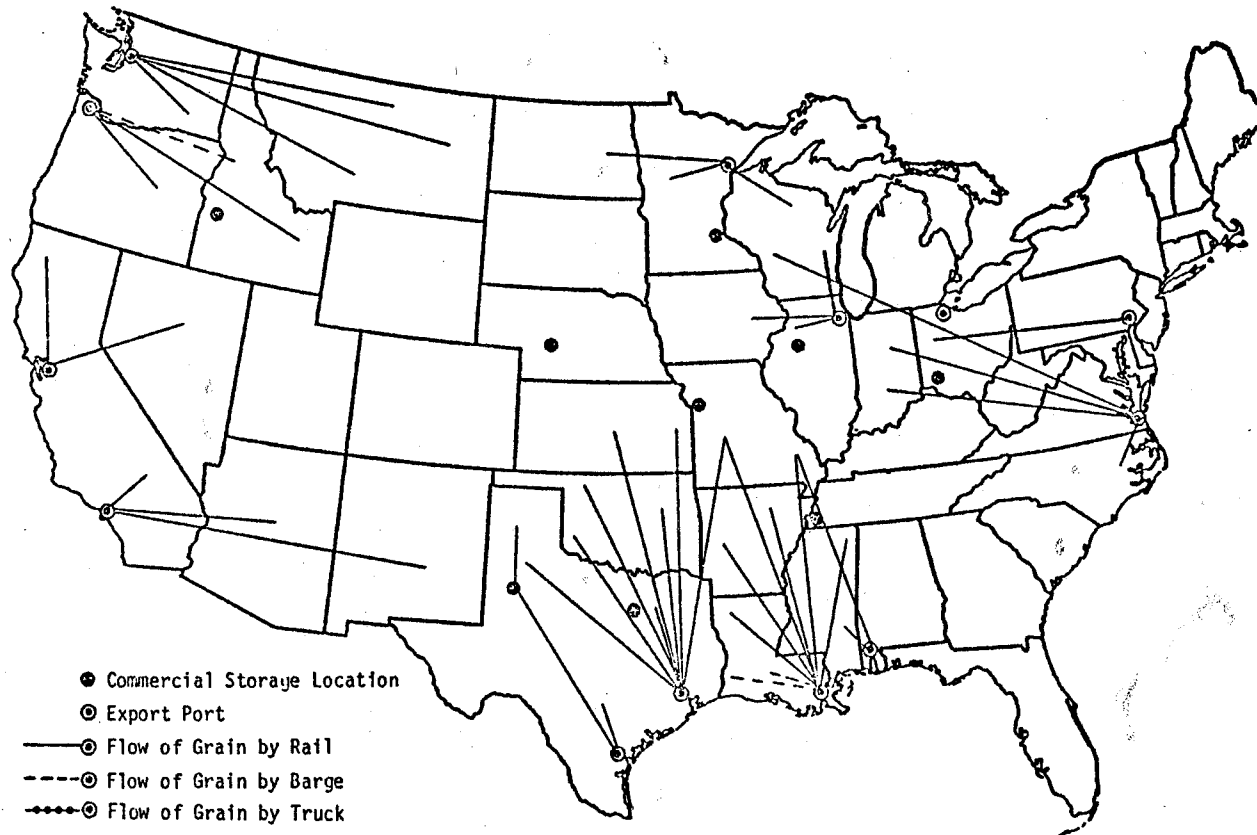 Commercial Storage Location
Export Port
Flow of Grain by Rail
Flow of Grain by Barge
Flow of Grain by Truck